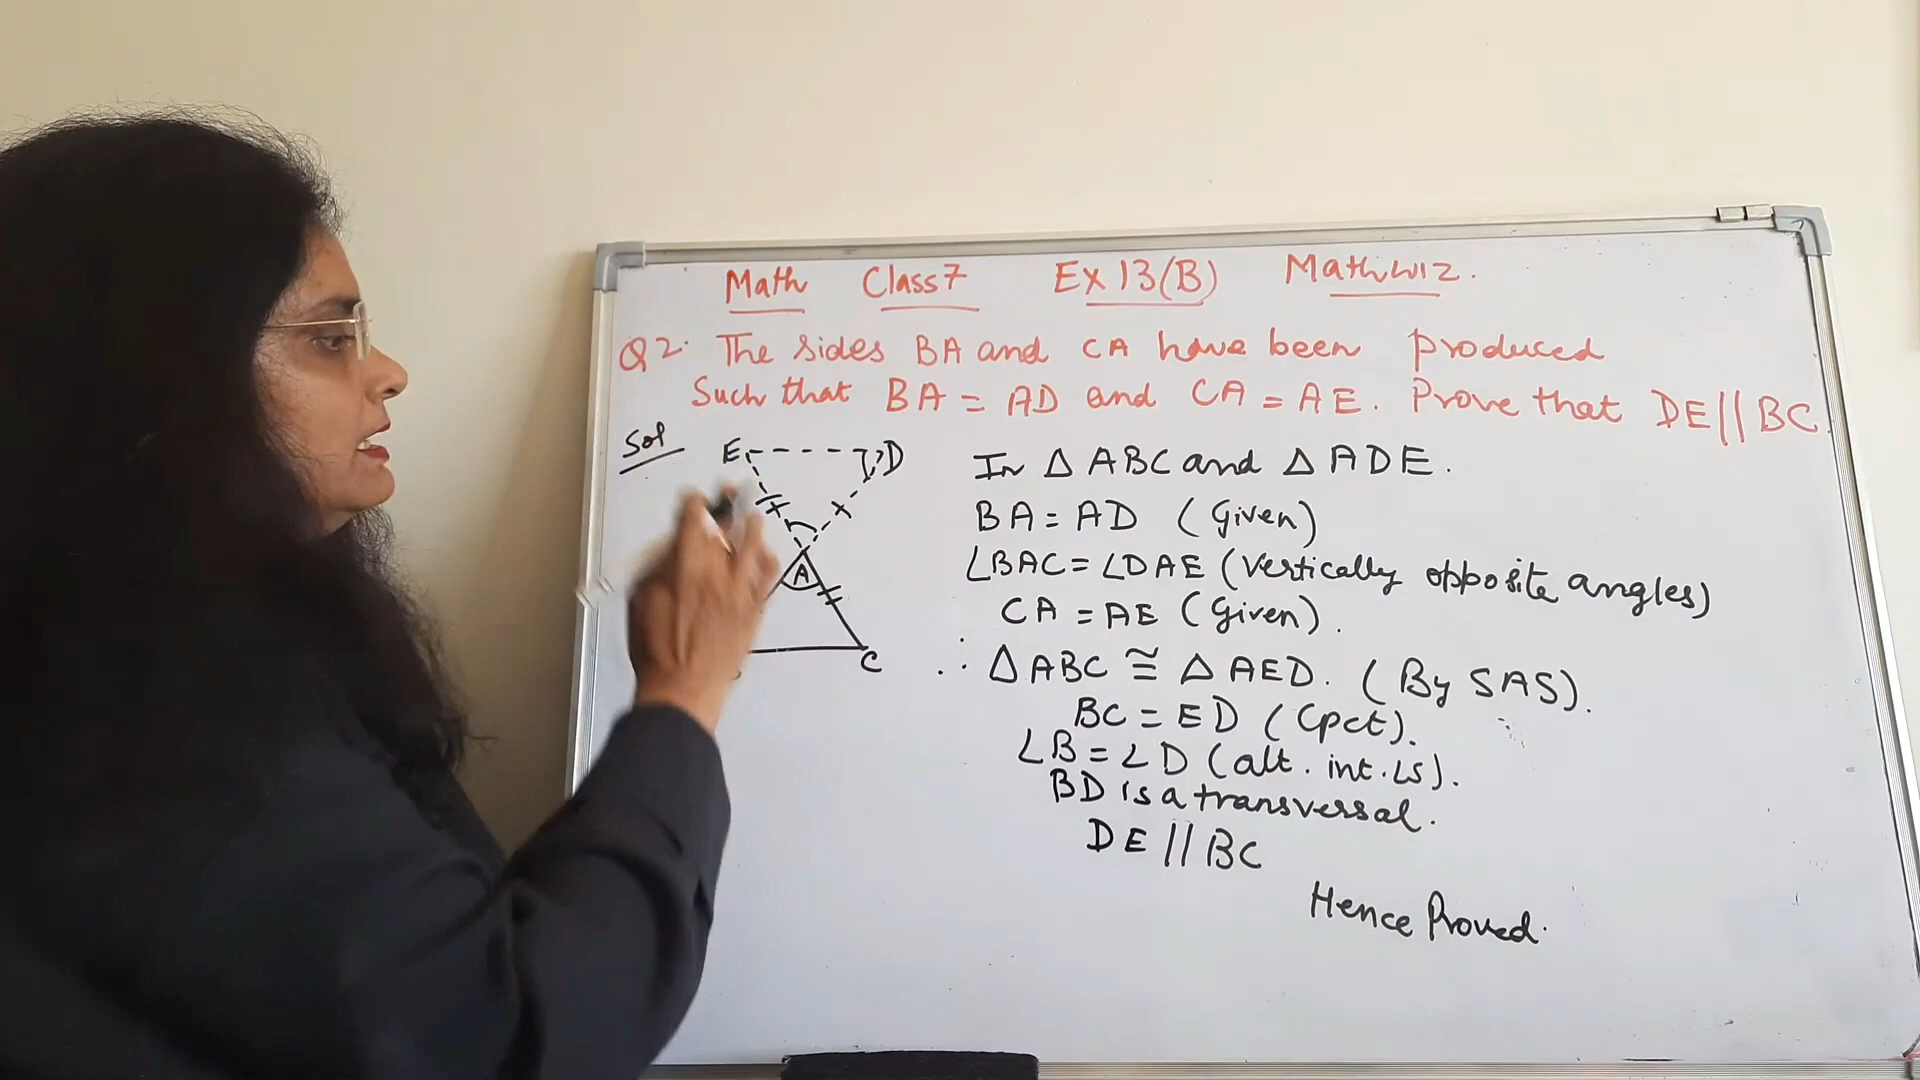 Math Class 7 Ex 13(B) Mathwiz.
Q2. The sides BA and CA have been produced
Such that BA = AD and CA = AE. Prove that DE||BC
Sol
E D
A
C
In △ ABC and △ ADE.
BA = AD (Given)
∠BAC = ∠DAE (Vertically opposite angles)
CA = AE (Given).
∴ △ABC ≅ △AED. (By SAS).
BC = ED (Cpct).
∠B = ∠D (alt. int. ∠s).
BD is a transversal.
DE || BC
Hence Proved.